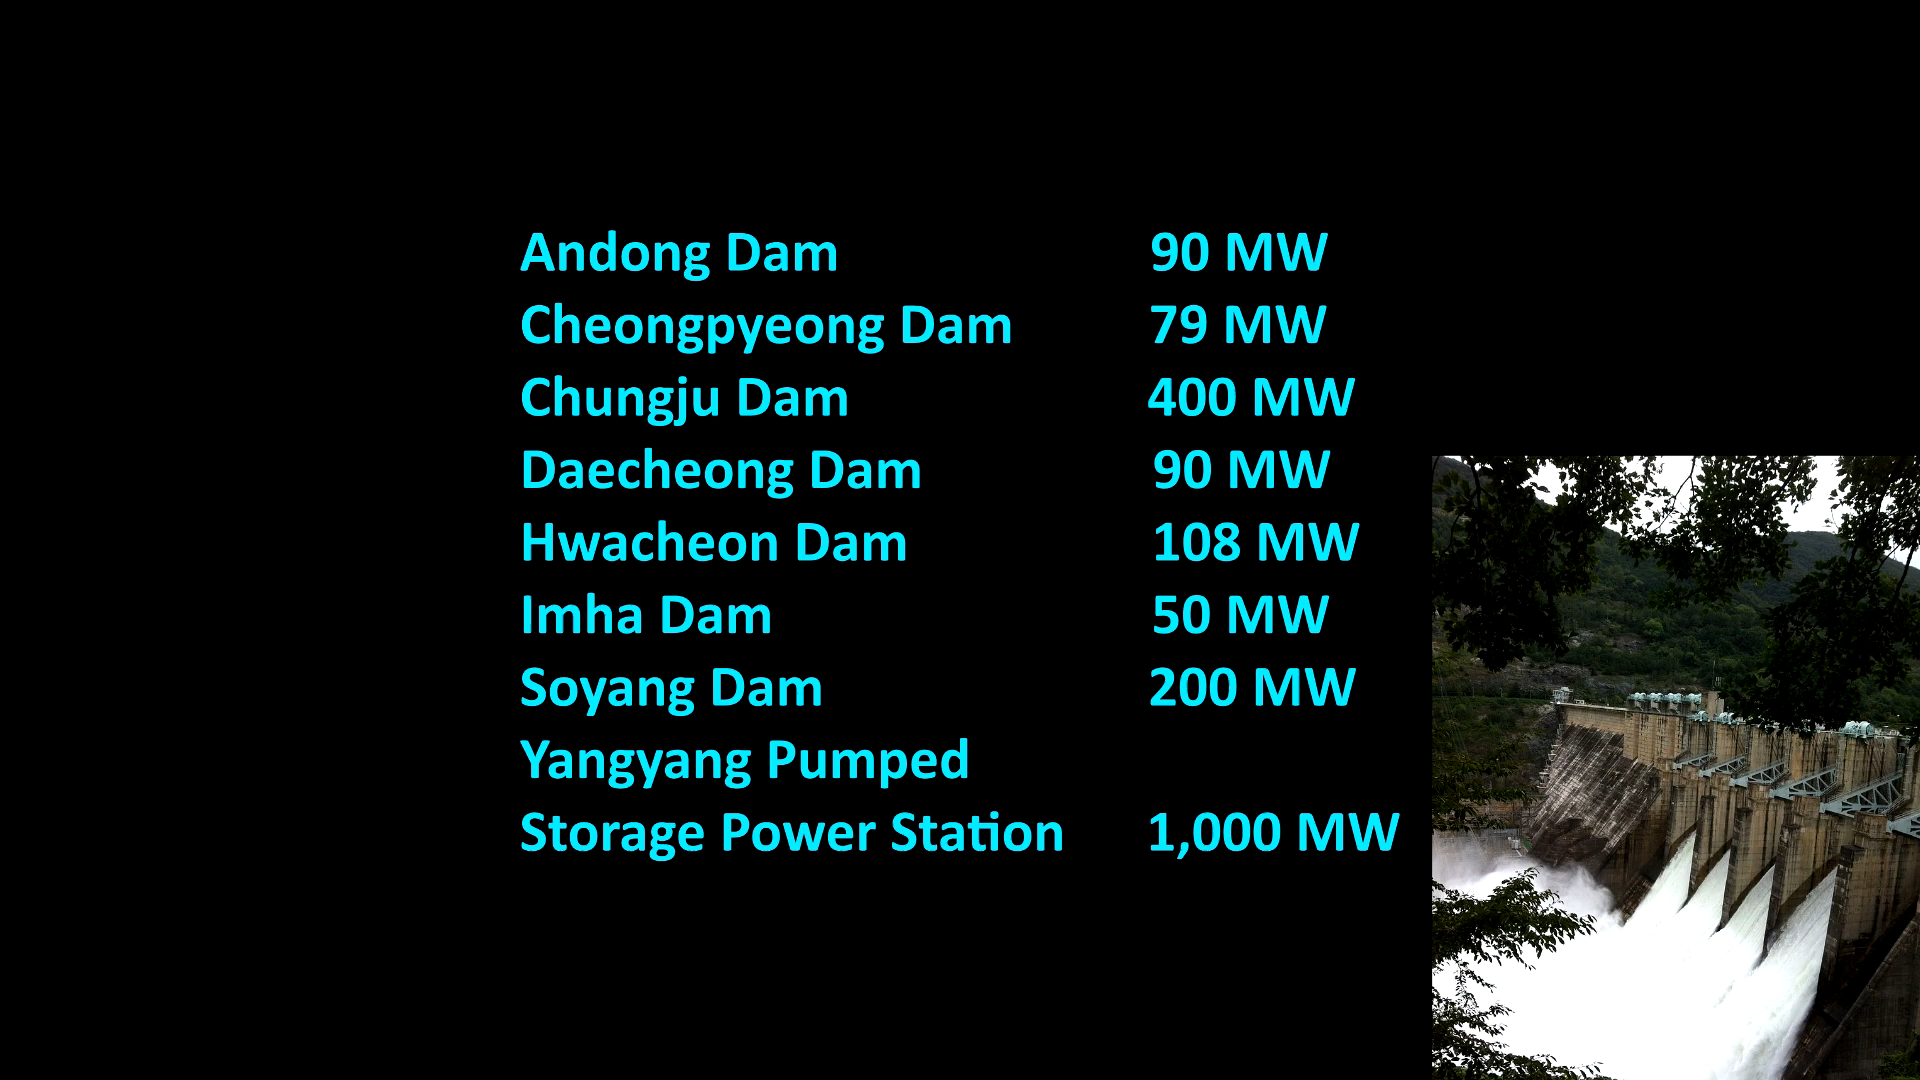 Andong Dam 90 MW
Cheongpyeong Dam 79 MW
Chungju Dam 400 MW
Daecheong Dam 90 MW
Hwacheon Dam 108 MW
Imha Dam 50 MW
Soyang Dam 200 MW
Yangyang Pumped
Storage Power Station 1,000 MW